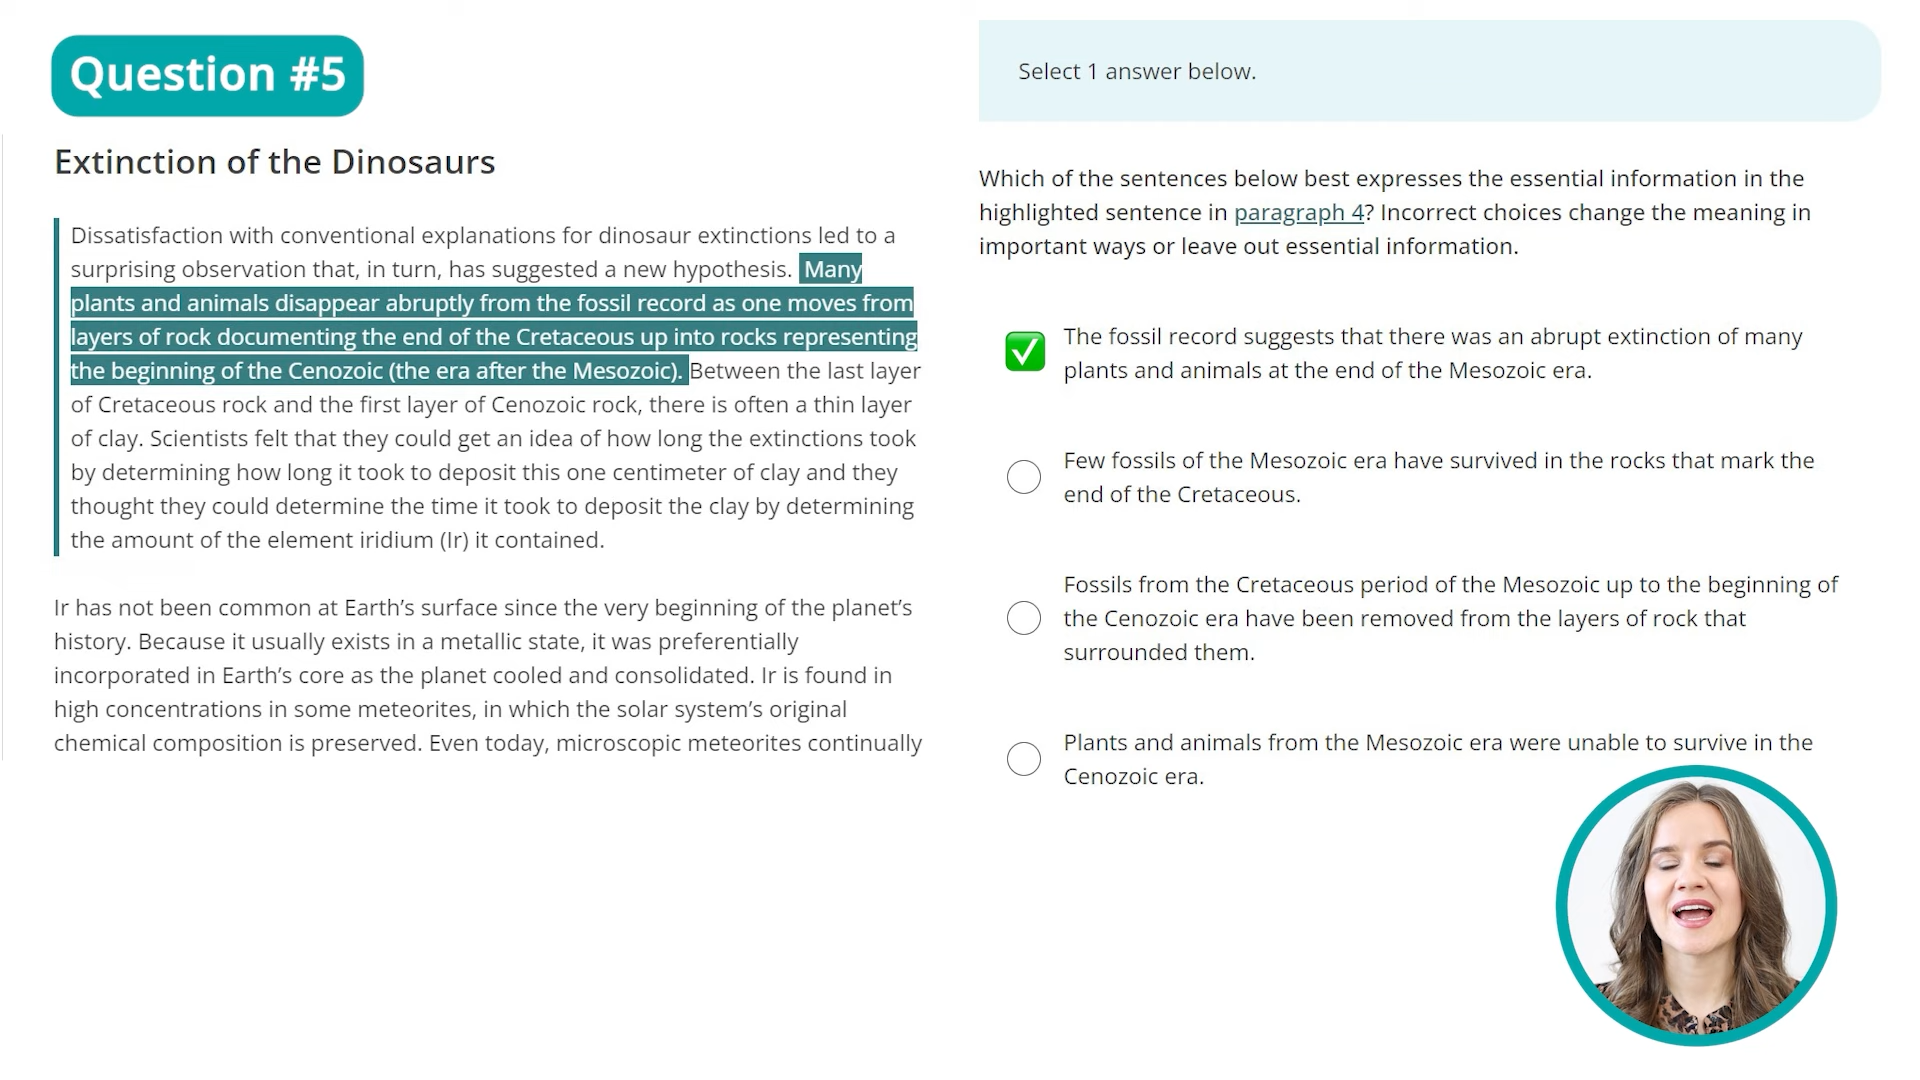 Question #5
Extinction of the Dinosaurs
Dissatisfaction with conventional explanations for dinosaur extinctions led to a
surprising observation that, in turn, has suggested a new hypothesis. Many
plants and animals disappear abruptly from the fossil record as one moves from
layers of rock documenting the end of the Cretaceous up into rocks representing
the beginning of the Cenozoic (the era after the Mesozoic). Between the last layer
of Cretaceous rock and the first layer of Cenozoic rock, there is often a thin layer
of clay. Scientists felt that they could get an idea of how long the extinctions took
by determining how long it took to deposit this one centimeter of clay and they
thought they could determine the time it took to deposit the clay by determining
the amount of the element iridium (Ir) it contained.
Ir has not been common at Earth’s surface since the very beginning of the planet’s
history. Because it usually exists in a metallic state, it was preferentially
incorporated in Earth’s core as the planet cooled and consolidated. Ir is found in
high concentrations in some meteorites, in which the solar system’s original
chemical composition is preserved. Even today, microscopic meteorites continually
Select 1 answer below.
Which of the sentences below best expresses the essential information in the
highlighted sentence in paragraph 4? Incorrect choices change the meaning in
important ways or leave out essential information.
The fossil record suggests that there was an abrupt extinction of many
plants and animals at the end of the Mesozoic era.
Few fossils of the Mesozoic era have survived in the rocks that mark the
end of the Cretaceous.
Fossils from the Cretaceous period of the Mesozoic up to the beginning of
the Cenozoic era have been removed from the layers of rock that
surrounded them.
Plants and animals from the Mesozoic era were unable to survive in the
Cenozoic era.